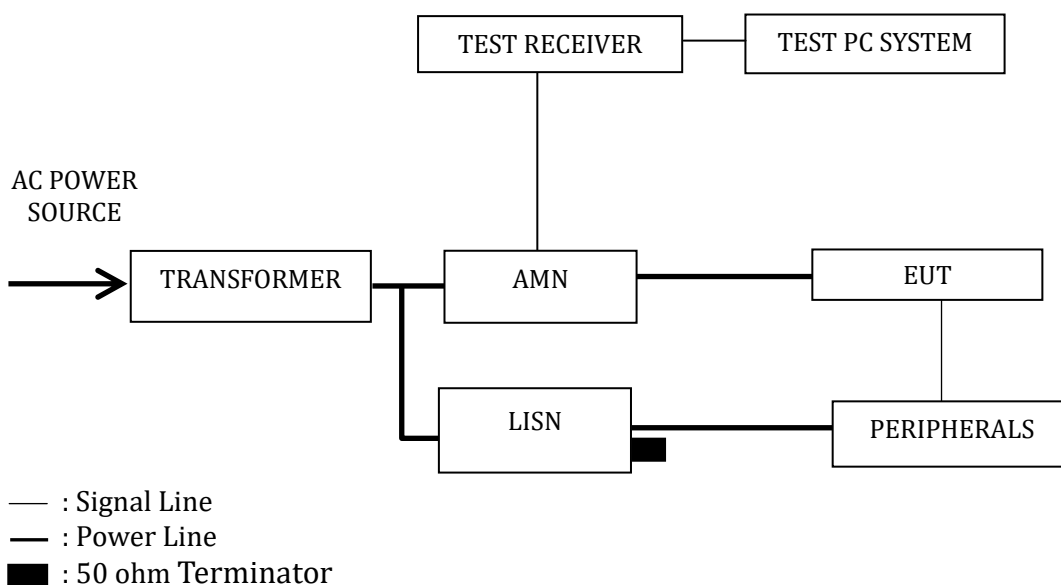 TEST RECEIVER
TEST PC SYSTEM
AC POWER
SOURCE
TRANSFORMER
AMN
EUT
LISN
PERIPHERALS
: Signal Line
: Power Line
: 50 ohm Terminator